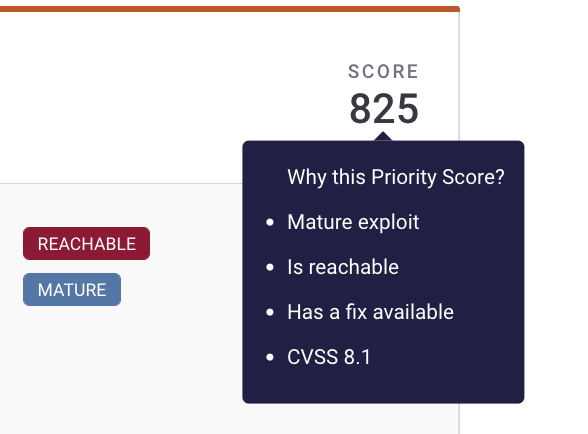 SCORE
825
Why this Priority Score?
• Mature exploit
• Is reachable
• Has a fix available
• CVSS 8.1
REACHABLE
MATURE